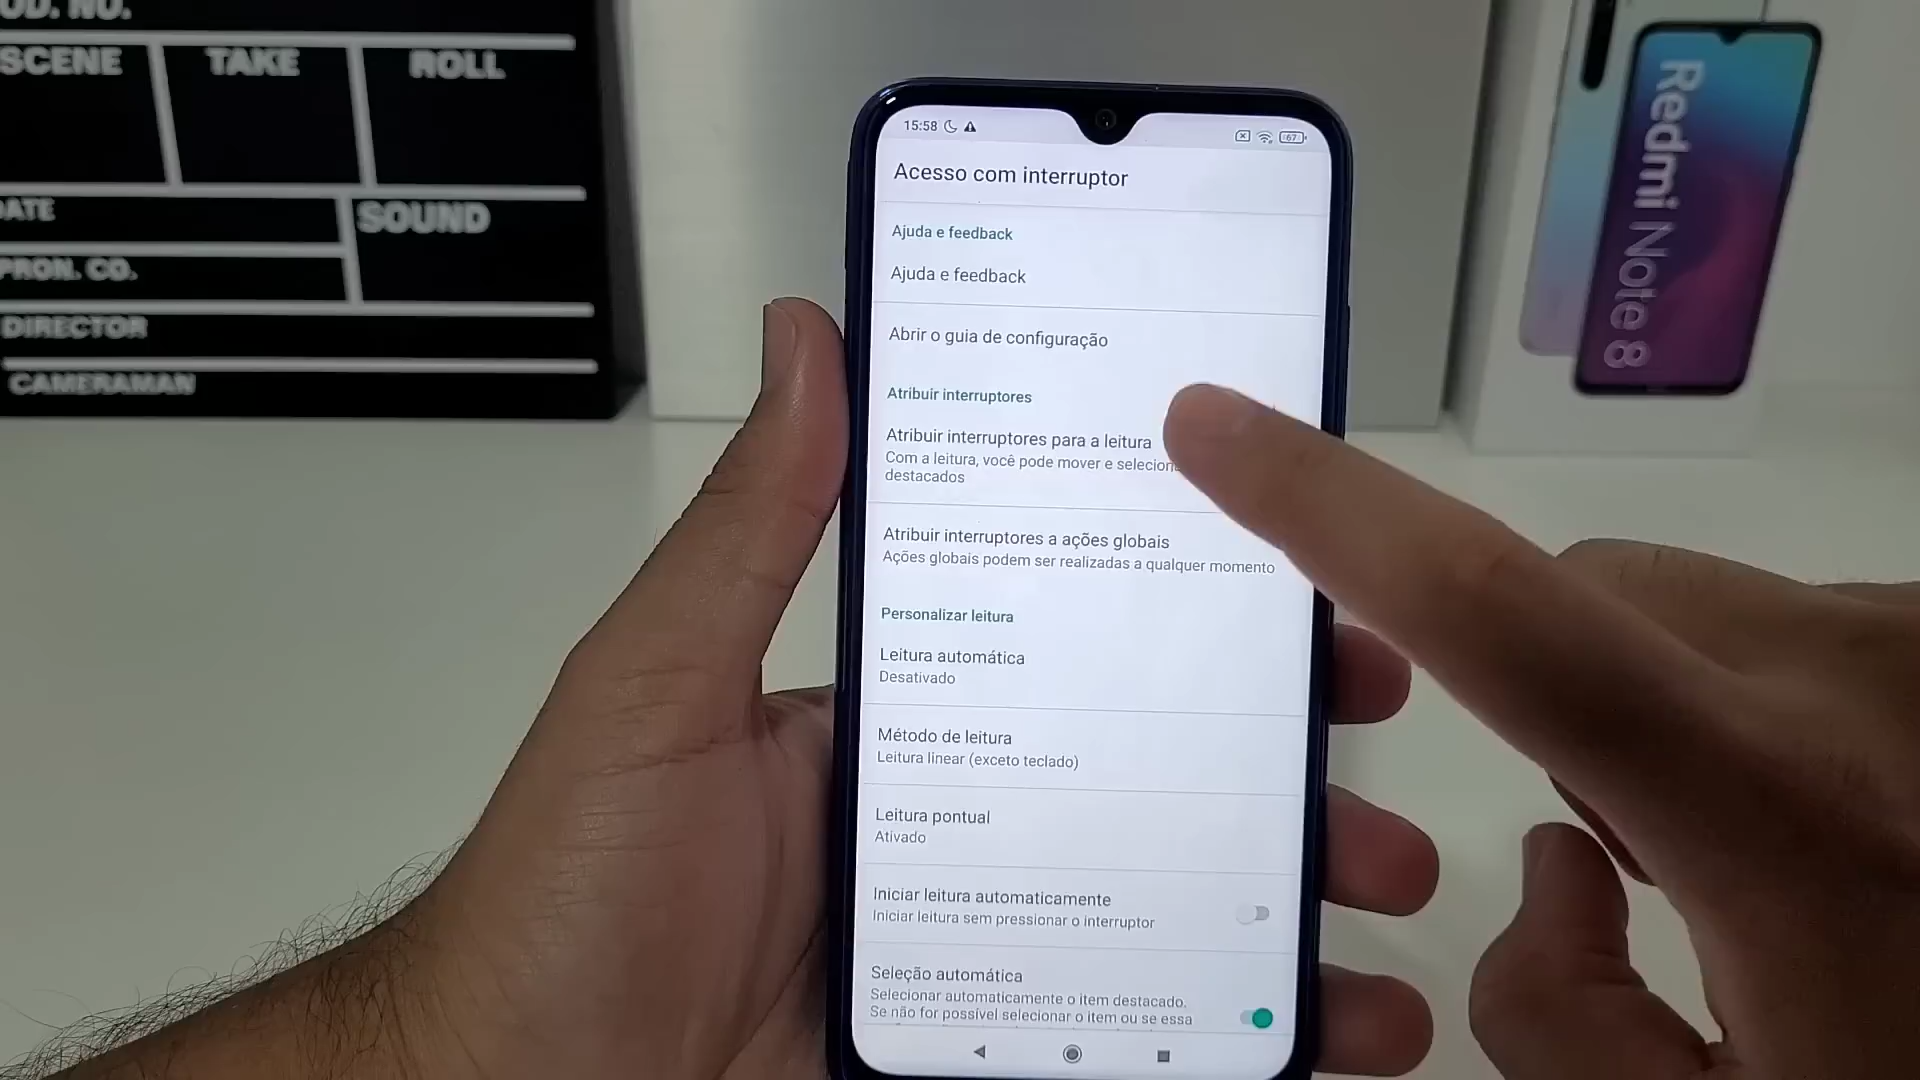 SCENE TAKE ROLL
SOUND
PRON. CO.
DIRECTOR
CAMERAMAN
15:58
67
Acesso com interruptor
Ajuda e feedback
Ajuda e feedback
Abrir o guia de configuração
Atribuir interruptores
Atribuir interruptores para a leitura
Com a leitura, você pode mover e selecion
destacados
Atribuir interruptores a ações globais
Ações globais podem ser realizadas a qualquer momento
Personalizar leitura
Leitura automática
Desativado
Método de leitura
Leitura linear (exceto teclado)
Leitura pontual
Ativado
Iniciar leitura automaticamente
Iniciar leitura sem pressionar o interruptor
Seleção automática
Selecionar automaticamente o item destacado.
Se não for possível selecionar o item ou se essa
Redmi Note 8